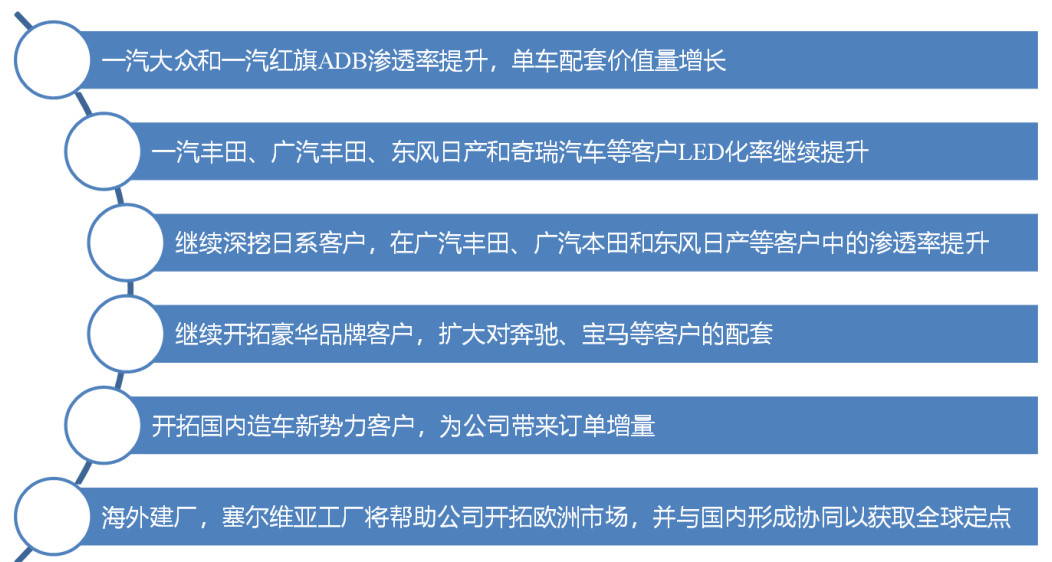 一汽大众和一汽红旗ADB渗透率提升，单车配套价值量增长
一汽丰田、广汽丰田、东风日产和奇瑞汽车等客户LED化率继续提升
继续深挖日系客户，在广汽丰田、广汽本田和东风日产等客户中的渗透率提升
继续开拓豪华品牌客户，扩大对奔驰、宝马等客户的配套
开拓国内造车新势力客户，为公司带来订单增量
海外建厂，塞尔维亚工厂将帮助公司开拓欧洲市场，并与国内形成协同以获取全球定点